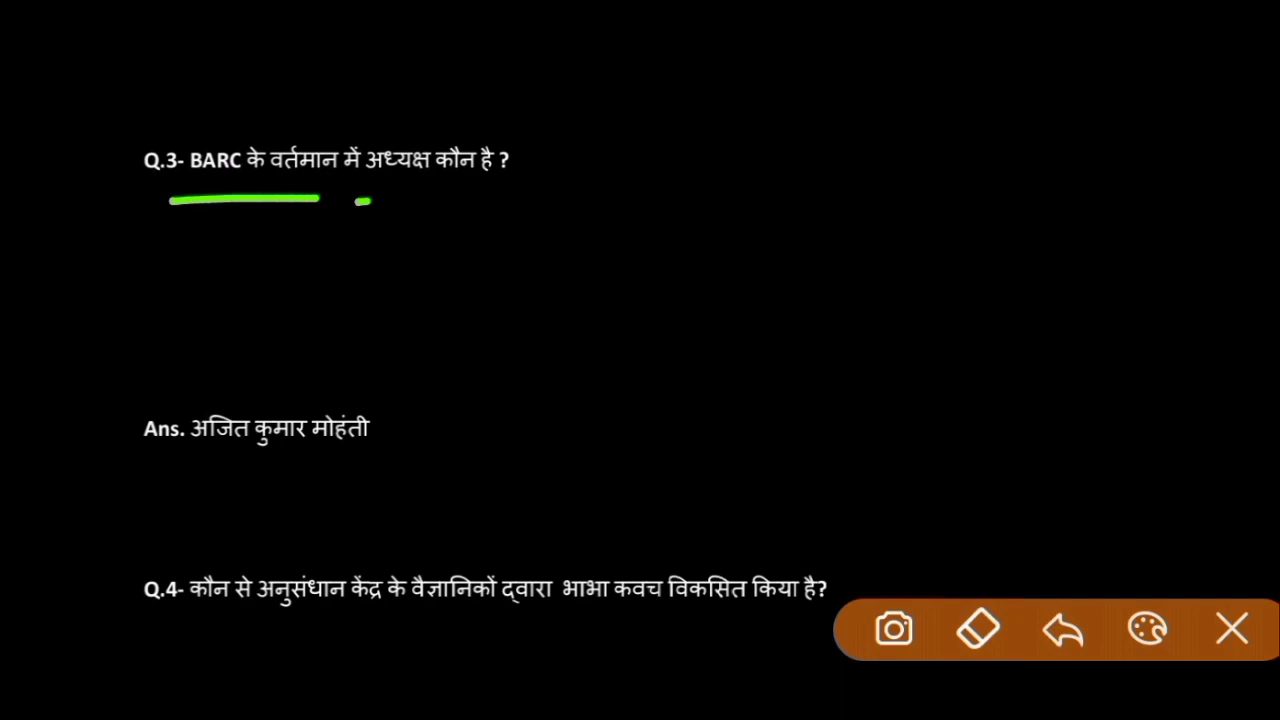 Q.3- BARC के वर्तमान में अध्यक्ष कौन है ?
Ans. अजित कुमार मोहंती
Q.4- कौन से अनुसंधान केंद्र के वैज्ञानिकों द्वारा भाभा कवच विकसित किया है?